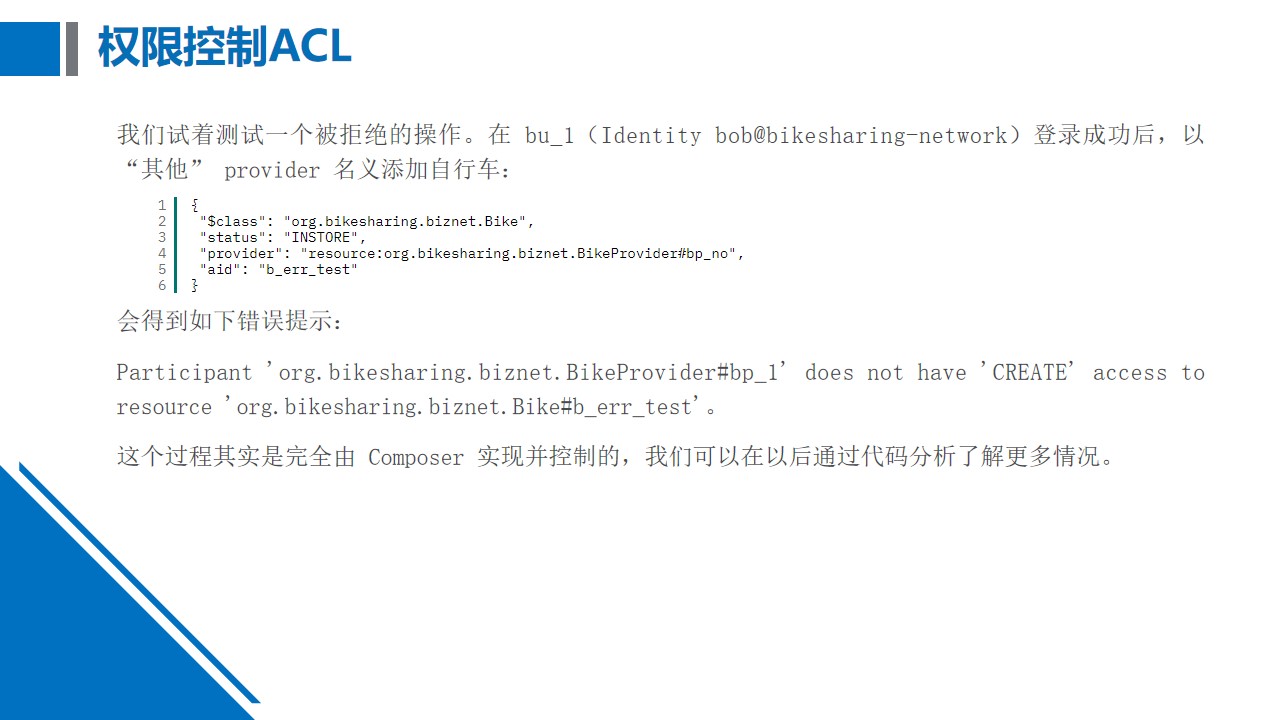 权限控制ACL
我们试着测试一个被拒绝的操作。在 bu_1（Identity bob@bikesharing-network）登录成功后，以
“其他” provider 名义添加自行车：
1 {
2 "$class": "org.bikesharing.biznet.Bike",
3 "status": "INSTORE",
4 "provider": "resource:org.bikesharing.biznet.BikeProvider#bp_no",
5 "aid": "b_err_test"
6 }
会得到如下错误提示：
Participant 'org.bikesharing.biznet.BikeProvider#bp_1' does not have 'CREATE' access to
resource 'org.bikesharing.biznet.Bike#b_err_test'。
这个过程其实是完全由 Composer 实现并控制的，我们可以在以后通过代码分析了解更多情况。